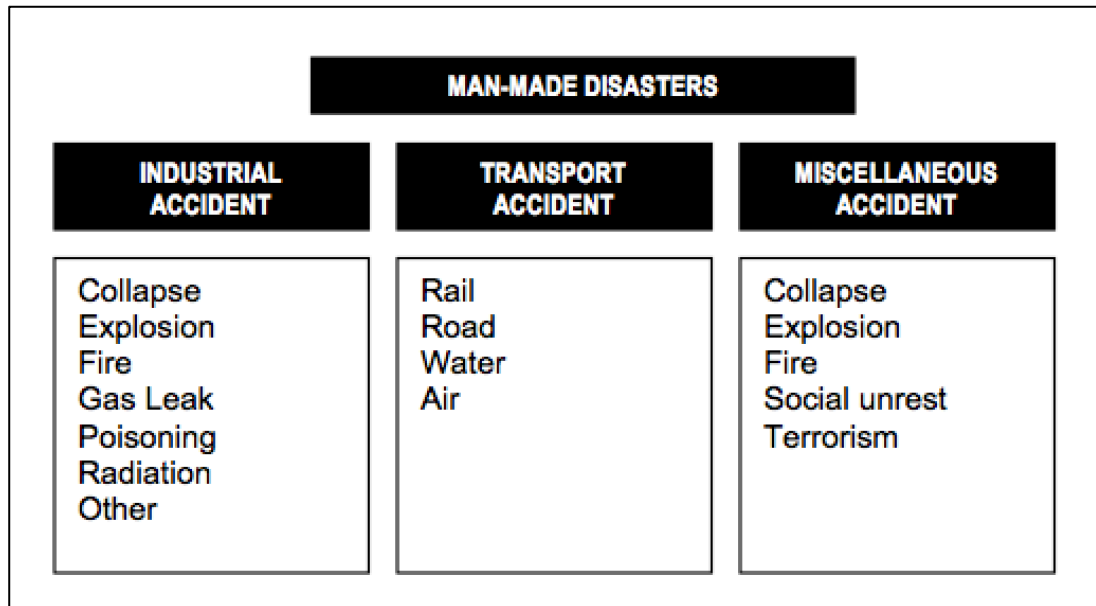 MAN-MADE DISASTERS
INDUSTRIAL
ACCIDENT
Collapse
Explosion
Fire
Gas Leak
Poisoning
Radiation
Other
TRANSPORT
ACCIDENT
Rail
Road
Water
Air
MISCELLANEOUS
ACCIDENT
Collapse
Explosion
Fire
Social unrest
Terrorism